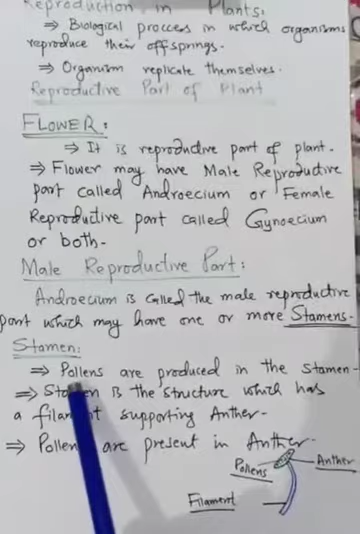 Reproduction in Plants:
⇒ Biological process in which organisms
reproduce their offsprings.
⇒ Organism replicate themselves.
Reproductive Part of Plant
FLOWER:
⇒ It is reproductive part of plant.
⇒ Flower may have Male Reproductive
part called Androecium or Female
Reproductive part called Gynoecium
or both-
Male Reproductive Part:
Androecium is called the male reproductive
part which may have one or more Stamens.
Stamen:
⇒ Pollens are produced in the stamen-
⇒ Stamen is the structure which has
a filament supporting Anther-
⇒ Pollens are present in Anther.
Pollens
Anther
Filament